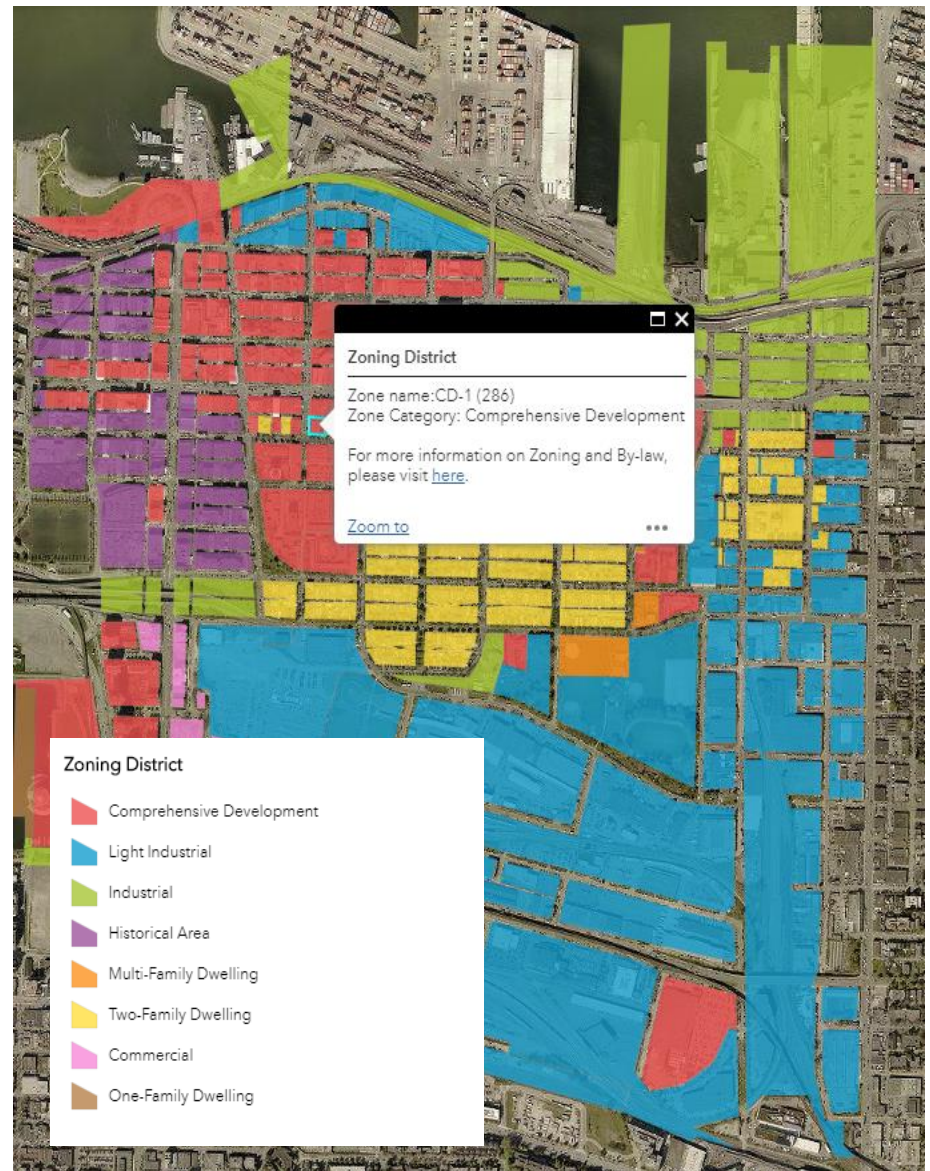 Zoning District
Zone name:CD-1 (286)
Zone Category: Comprehensive Development
For more information on Zoning and By-law,
please visit here.
Zoom to
Zoning District
Comprehensive Development
Light Industrial
Industrial
Historical Area
Multi-Family Dwelling
Two-Family Dwelling
Commercial
One-Family Dwelling